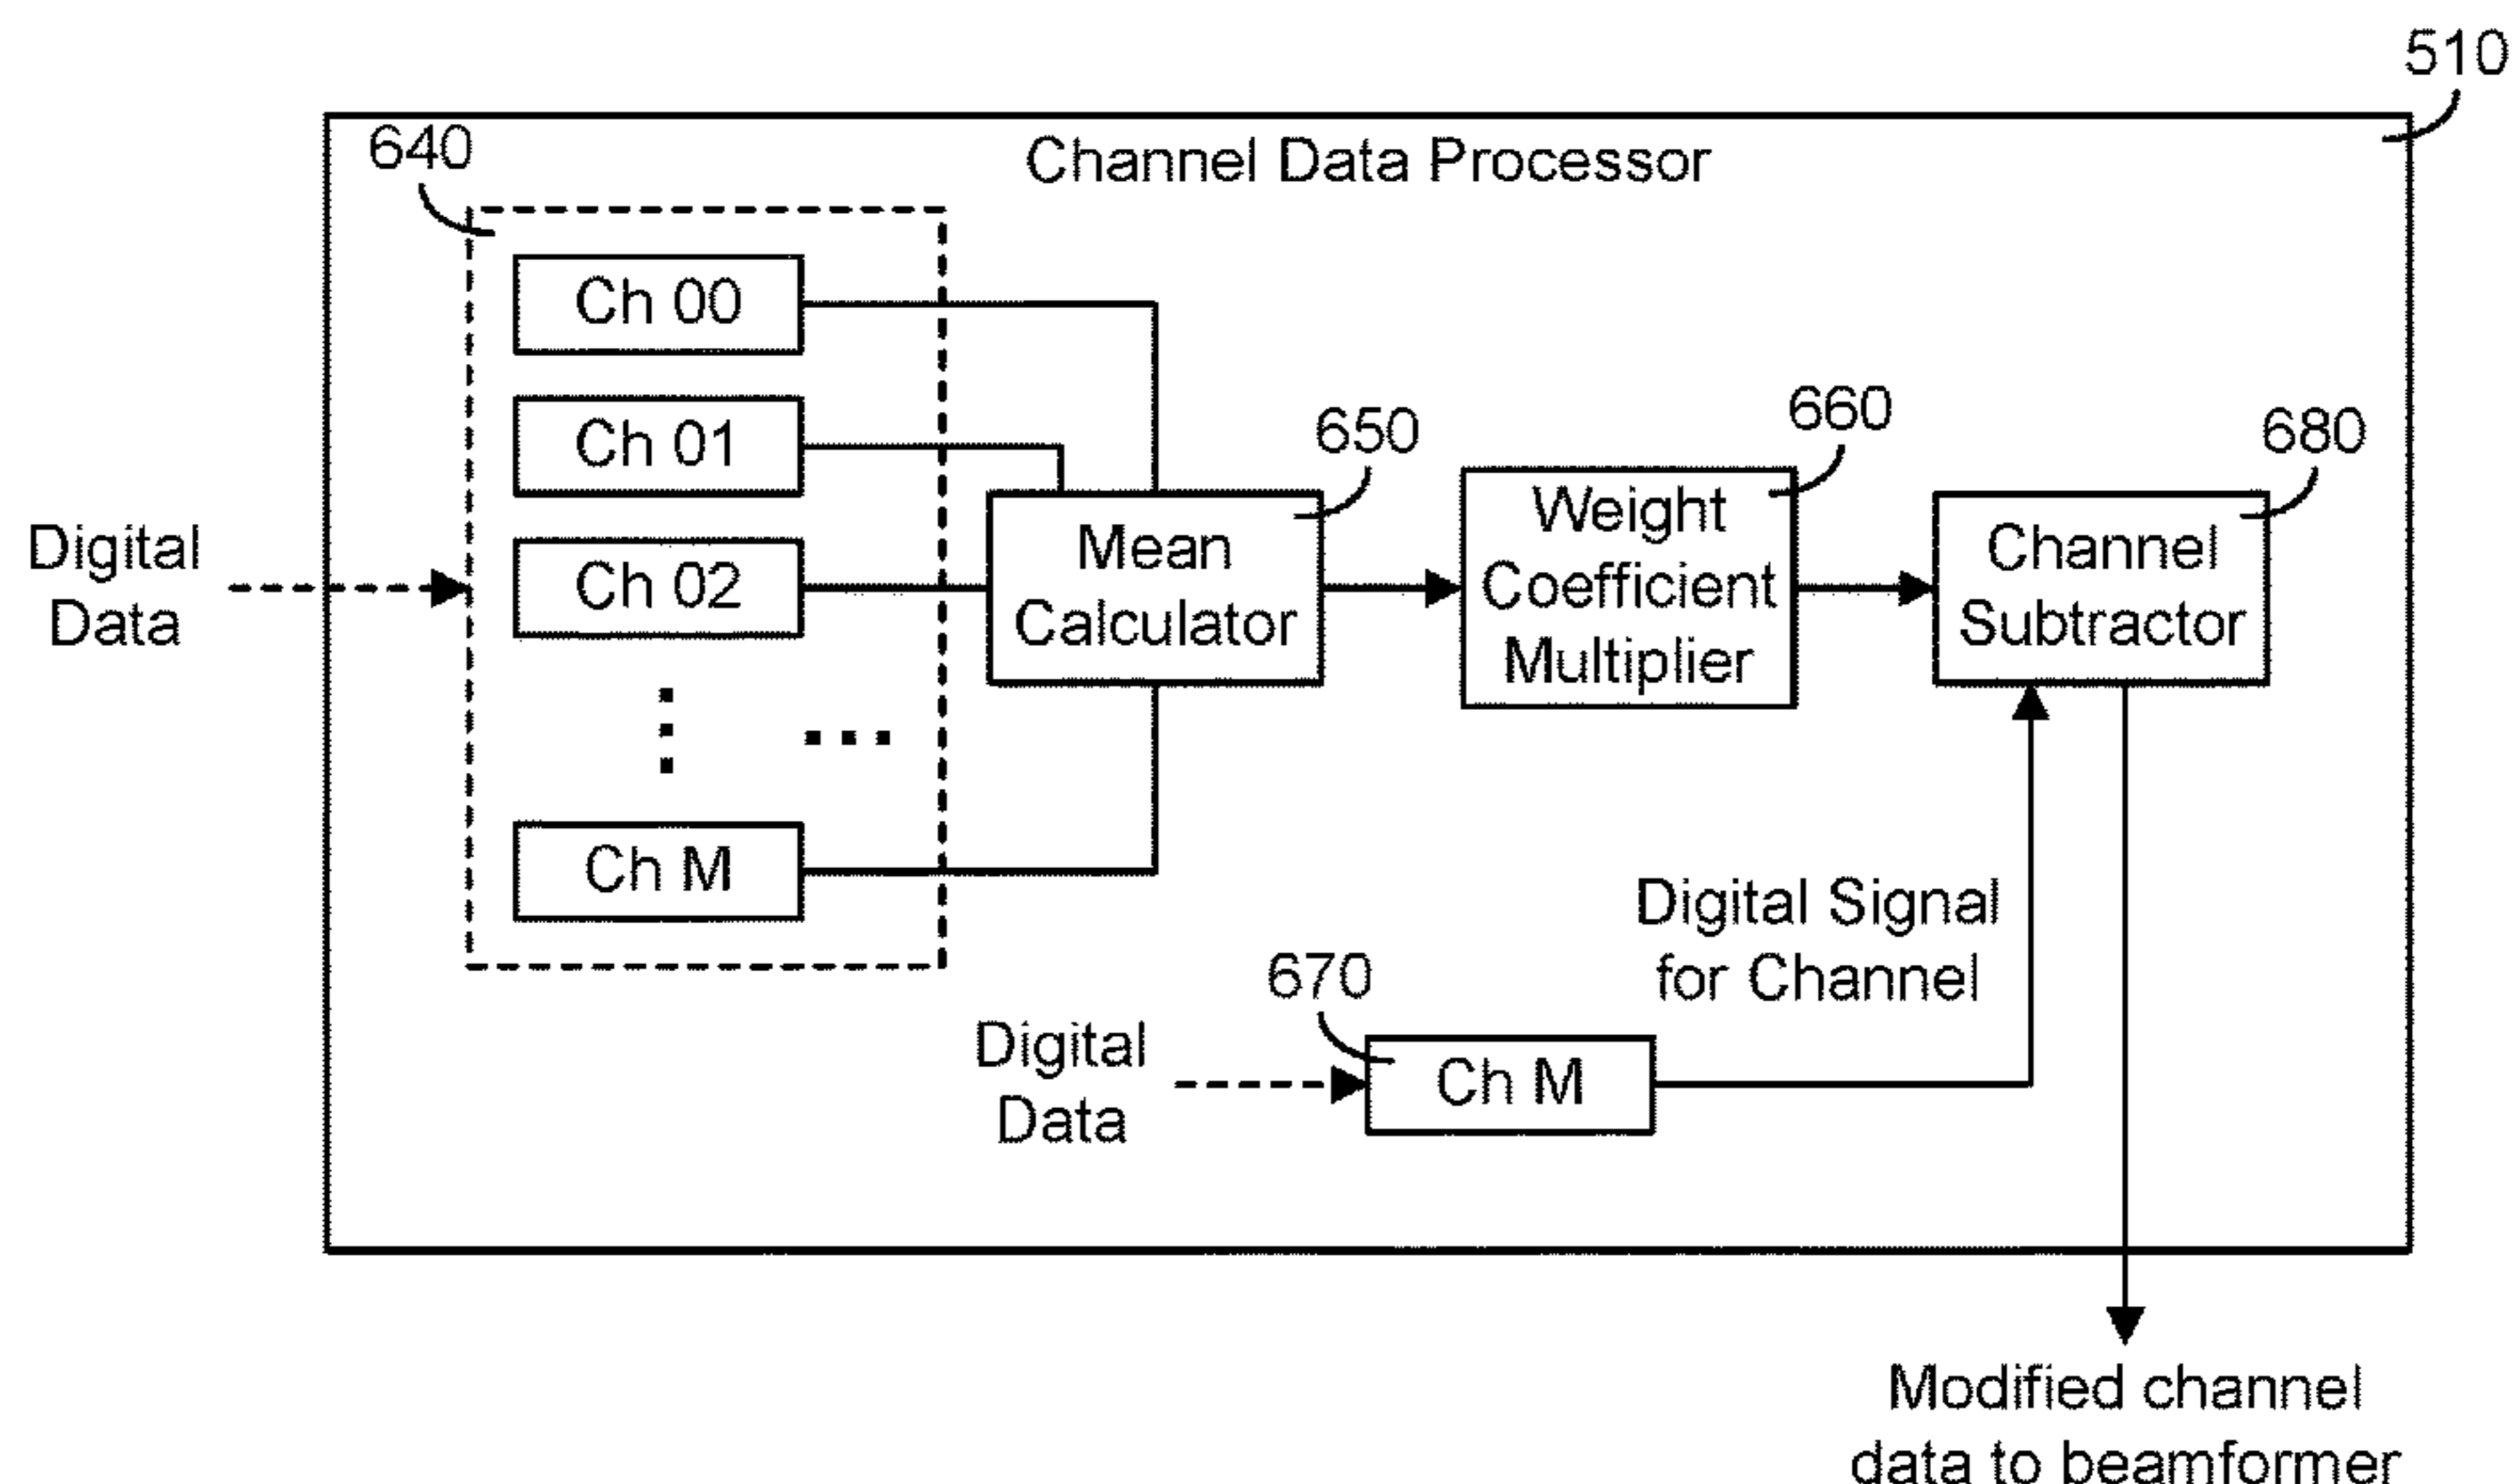 510
640
Channel Data Processor
Ch 00
Ch 01
Ch 02
Ch M
Digital
Data
650
Mean
Calculator
660
Weight
Coefficient
Multiplier
680
Channel
Subtractor
Digital Signal
for Channel
670
Digital
Data
Ch M
Modified channel
data to beamformer